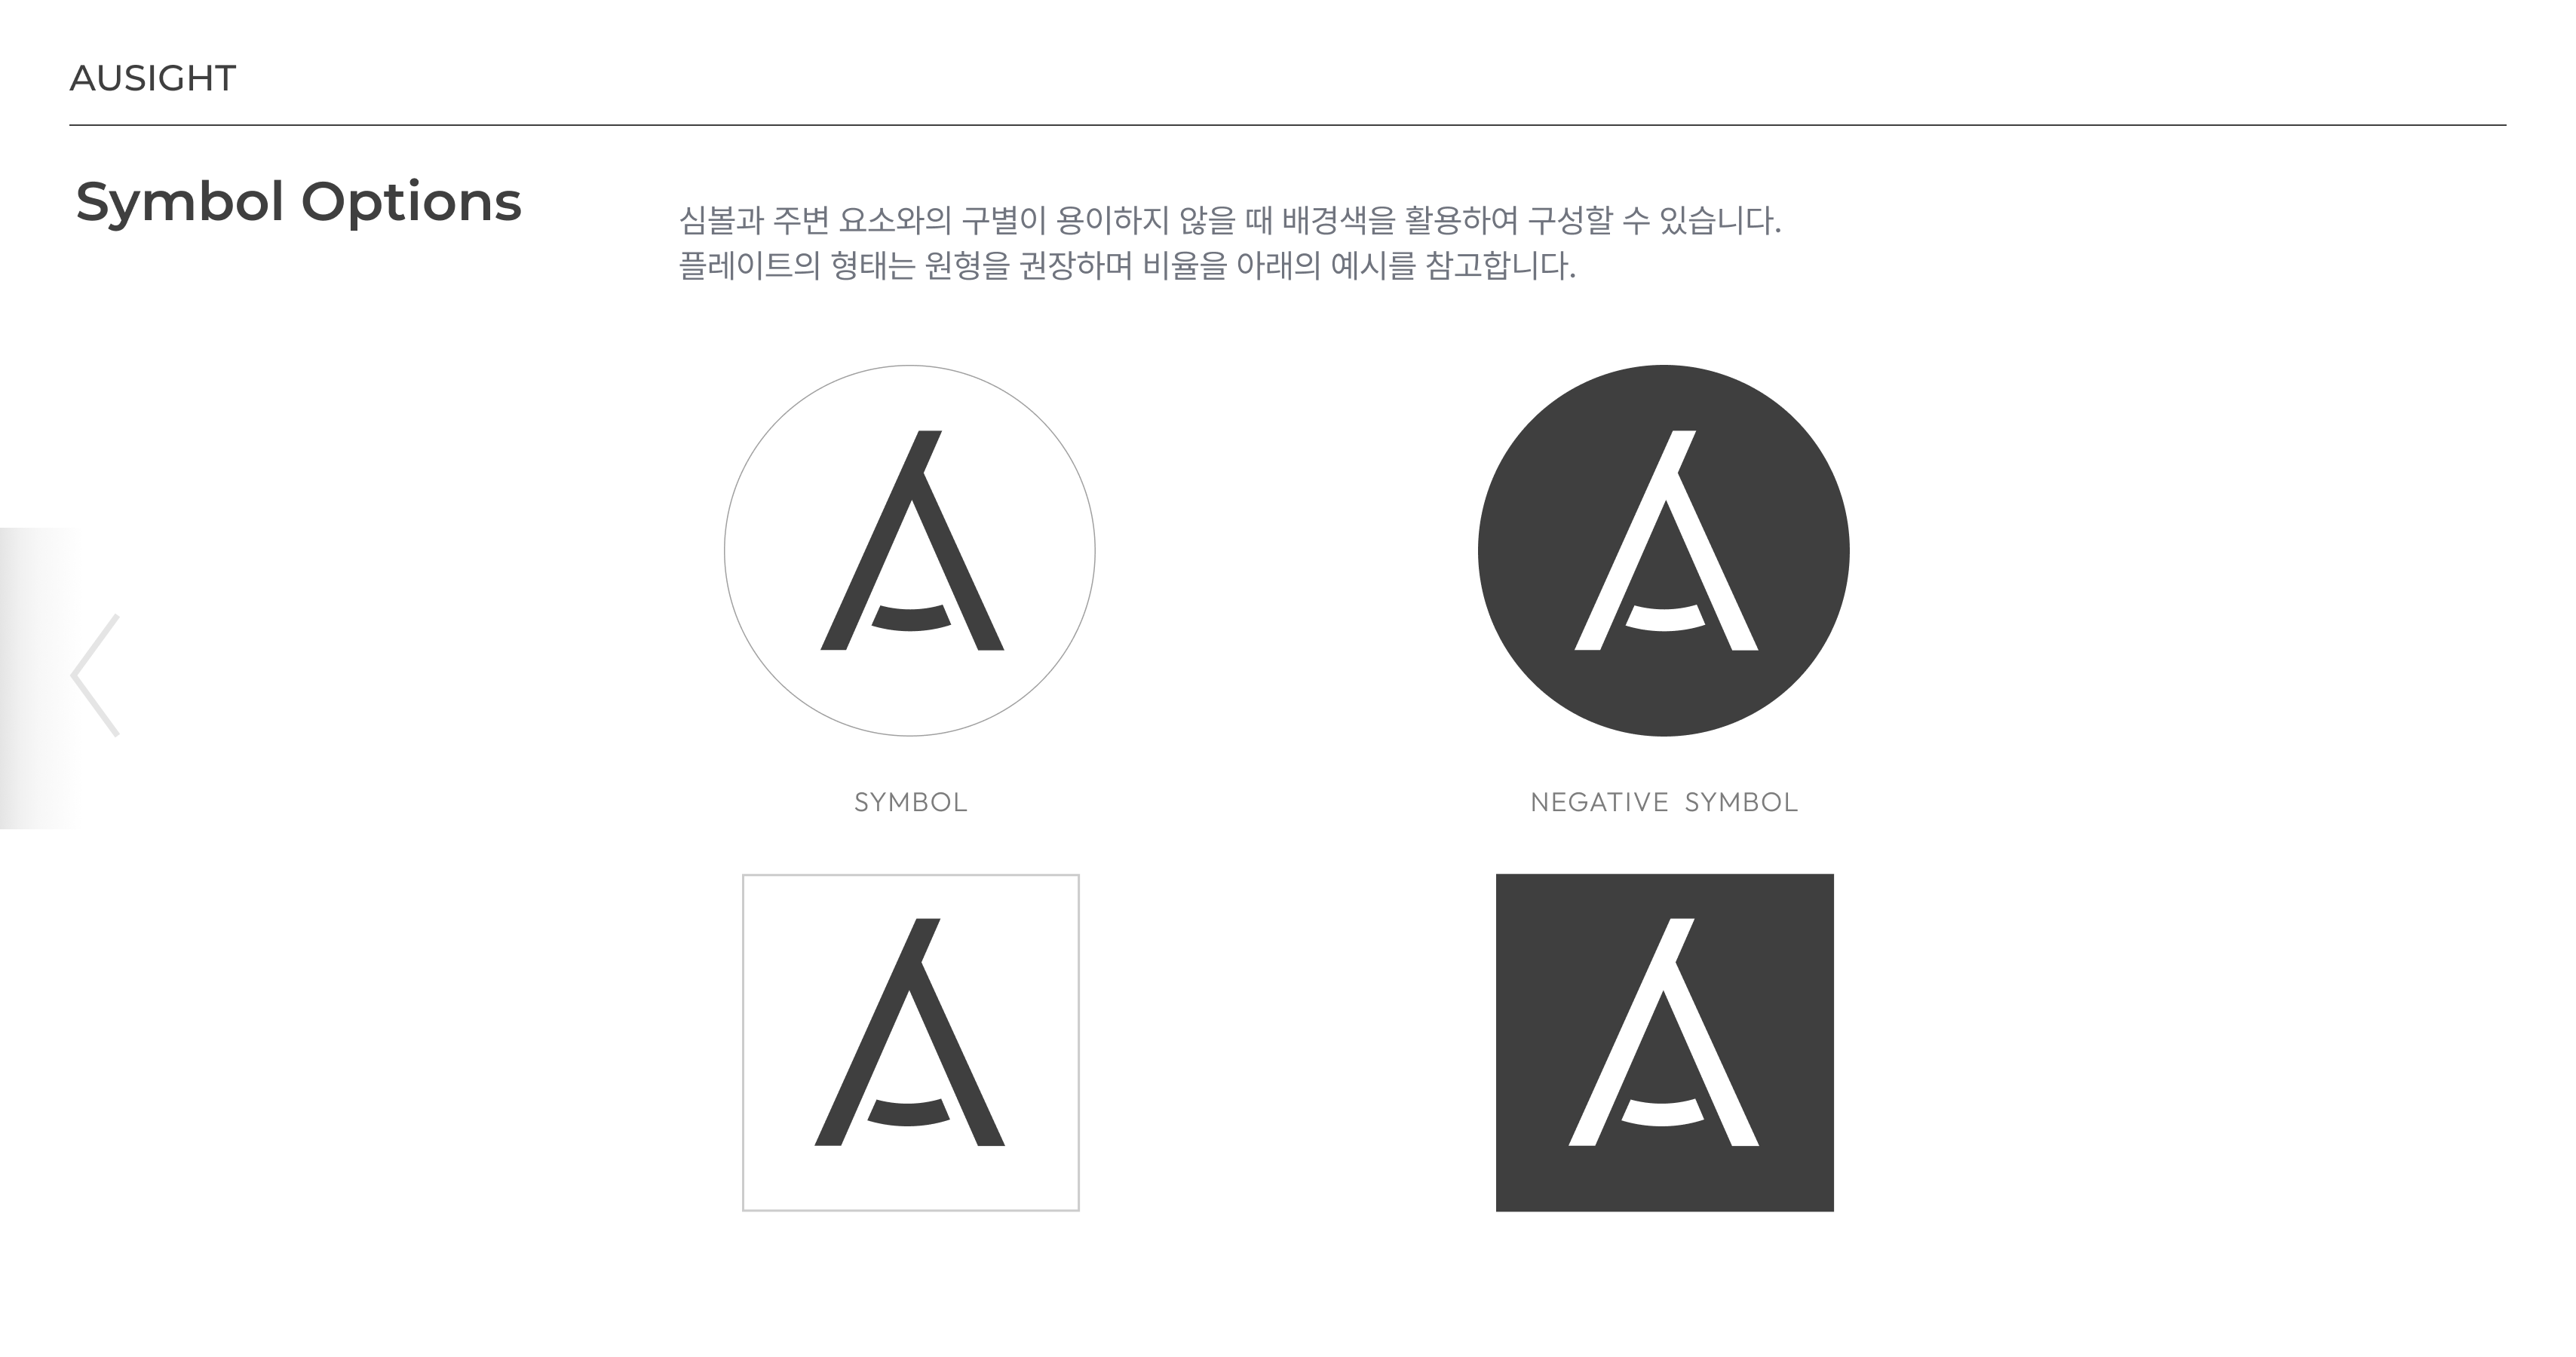 AUSIGHT
Symbol Options
심볼과 주변 요소와의 구별이 용이하지 않을 때 배경색을 활용하여 구성할 수 있습니다.
플레이트의 형태는 원형을 권장하며 비율을 아래의 예시를 참고합니다.
SYMBOL
NEGATIVE SYMBOL